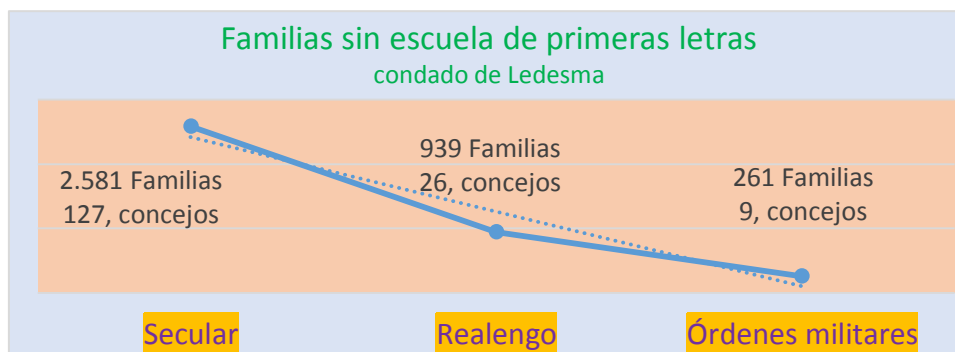 Familias sin escuela de primeras letras
condado de Ledesma
2.581 Familias
127, concejos
939 Familias
26, concejos
261 Familias
9, concejos
Secular
Realengo
Órdenes militares